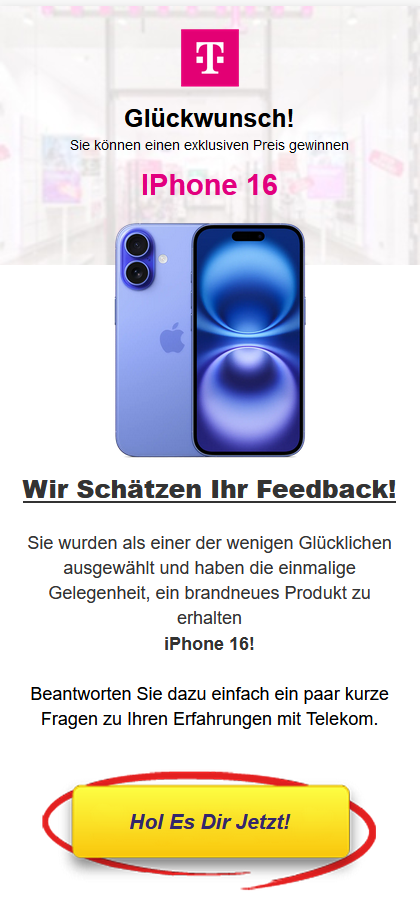 T
Glückwunsch!
Sie können einen exklusiven Preis gewinnen
IPhone 16
Wir Schätzen Ihr Feedback!
Sie wurden als einer der wenigen Glücklichen
ausgewählt und haben die einmalige
Gelegenheit, ein brandneues Produkt zu
erhalten
iPhone 16!
Beantworten Sie dazu einfach ein paar kurze
Fragen zu Ihren Erfahrungen mit Telekom.
Hol Es Dir Jetzt!